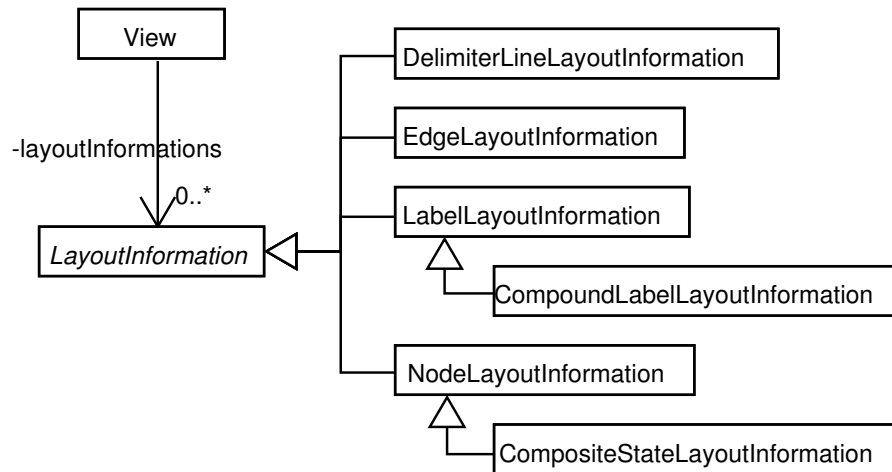 View
DelimiterLineLayoutInformation
EdgeLayoutInformation
-layoutInformations
0..*
LabelLayoutInformation
LayoutInformation
CompoundLabelLayoutInformation
NodeLayoutInformation
CompositeStateLayoutInformation